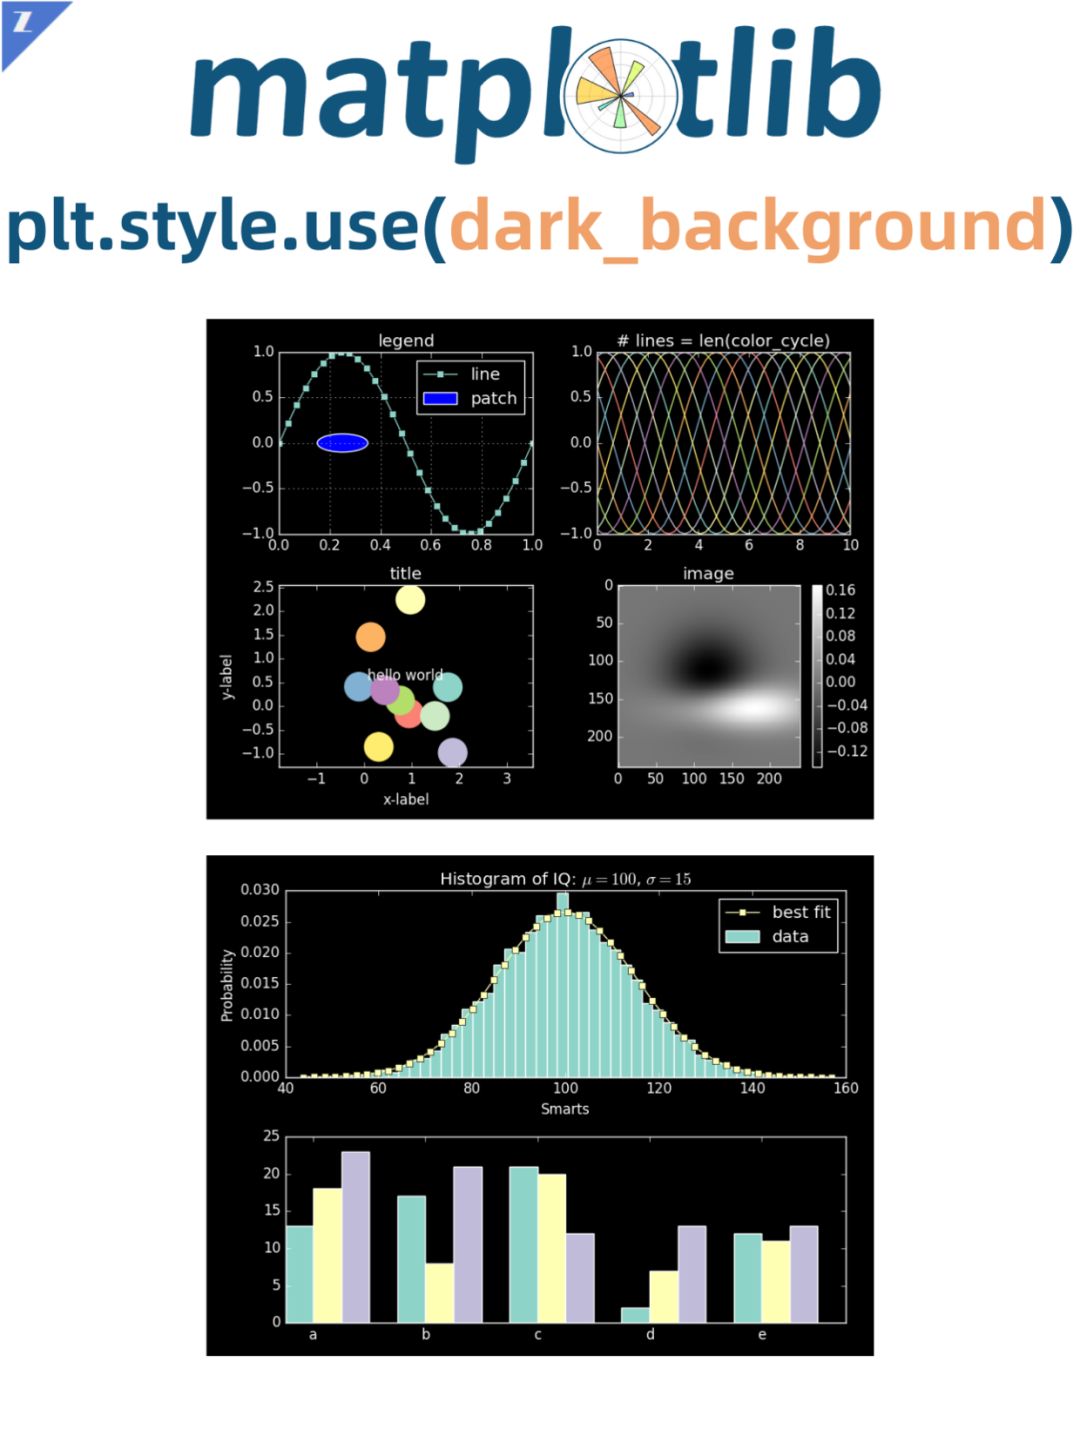 Z
matplotlib
plt.style.use(dark_background)
legend
1.0
0.5
0.0
−0.5
−1.0
0.0 0.2 0.4 0.6 0.8 1.0
line
patch
# lines = len(color_cycle)
1.0
0.5
0.0
−0.5
−1.0
0 2 4 6 8 10
title
2.5
2.0
1.5
1.0
0.5
0.0
−0.5
−1.0
y-label
hello world
−1 0 1 2 3
x-label
image
0
50
100
150
200
0 50 100 150 200
0.16
0.12
0.08
0.04
0.00
−0.04
−0.08
−0.12
Histogram of IQ: μ = 100, σ = 15
0.030
0.025
0.020
0.015
0.010
0.005
0.000
Probability
best fit
data
40 60 80 100 120 140 160
Smarts
25
20
15
10
5
0
a b c d e